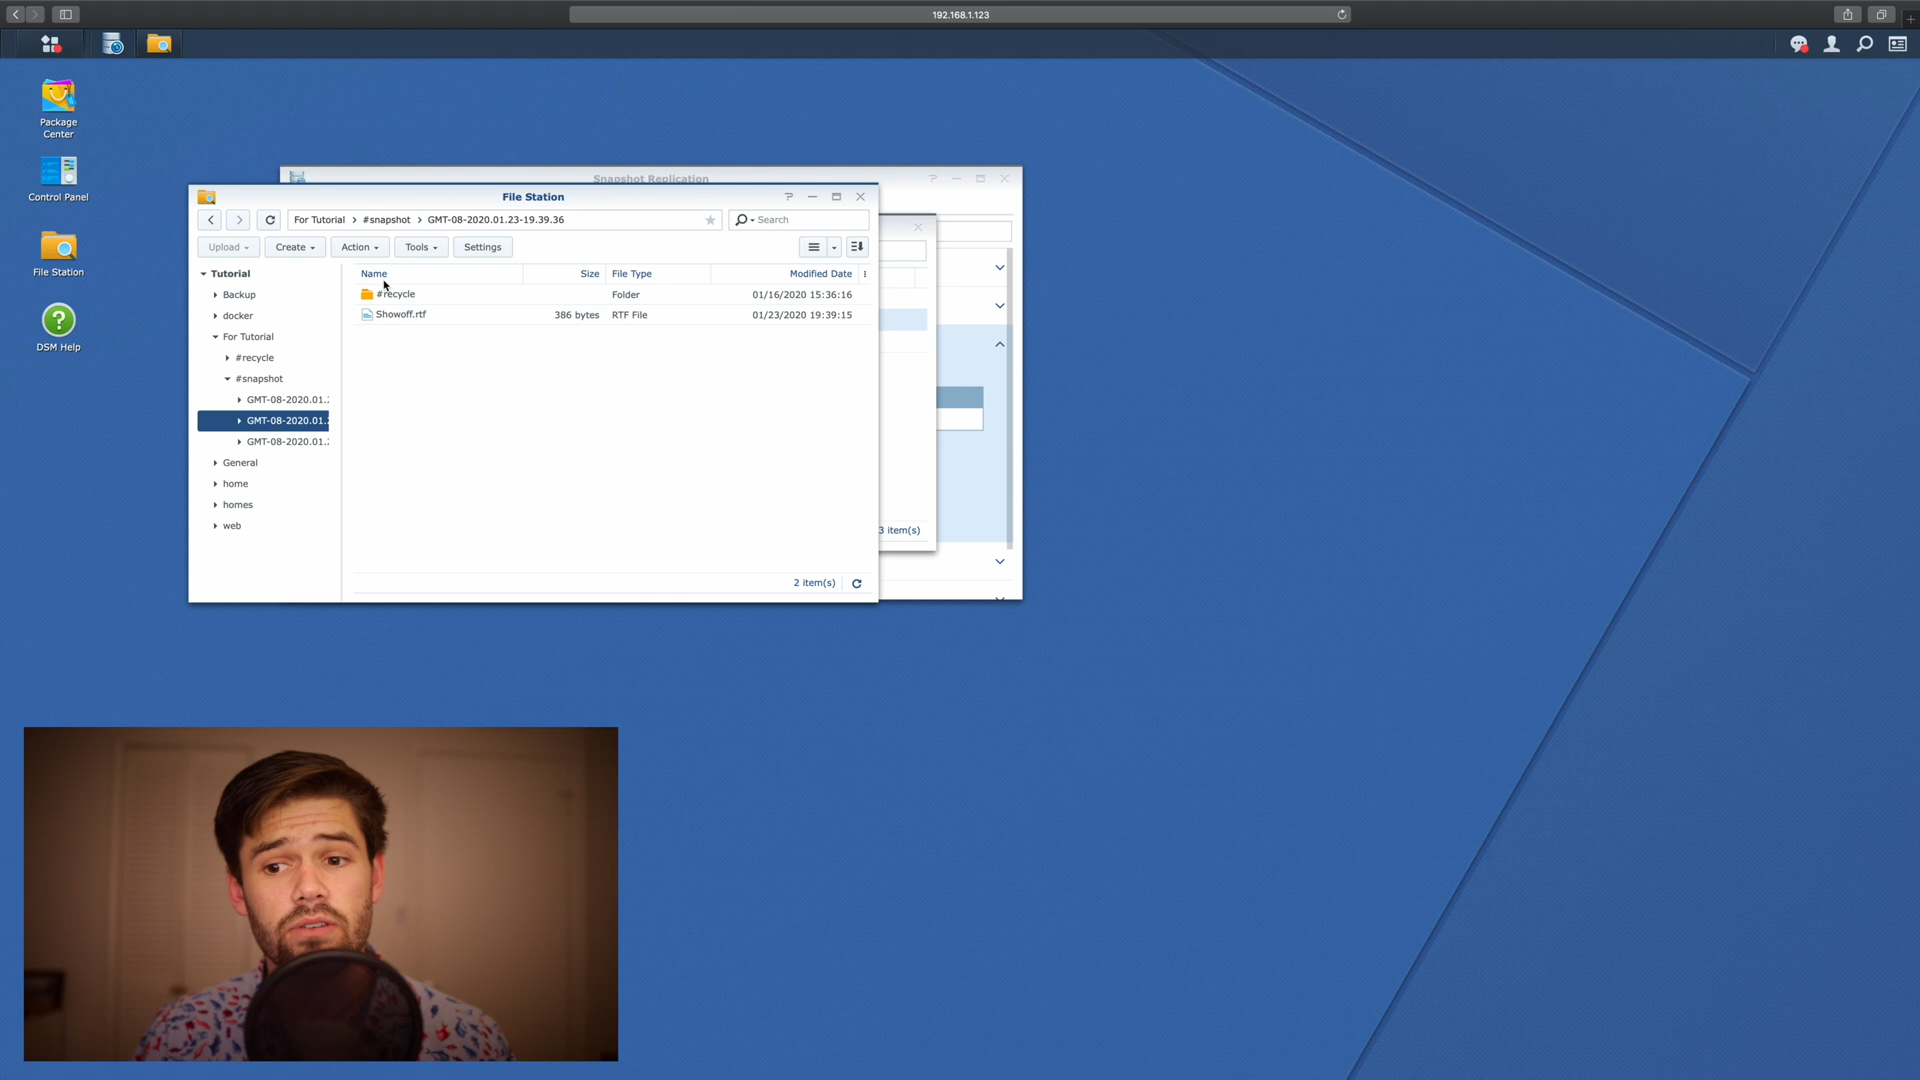 192.168.1.123
Package
Center
Control Panel
File Station
DSM Help
Snapshot Replication
File Station
For Tutorial > #snapshot > GMT-08-2020.01.23-19.39.36
Search
Upload
Create
Action
Tools
Settings
Tutorial
Backup
docker
For Tutorial
#recycle
#snapshot
GMT-08-2020.01.
GMT-08-2020.01.
GMT-08-2020.01.
General
home
homes
web
Name Size File Type Modified Date
#recycle Folder 01/16/2020 15:36:16
Showoff.rtf 386 bytes RTF File 01/23/2020 19:39:15
3 item(s)
2 item(s)